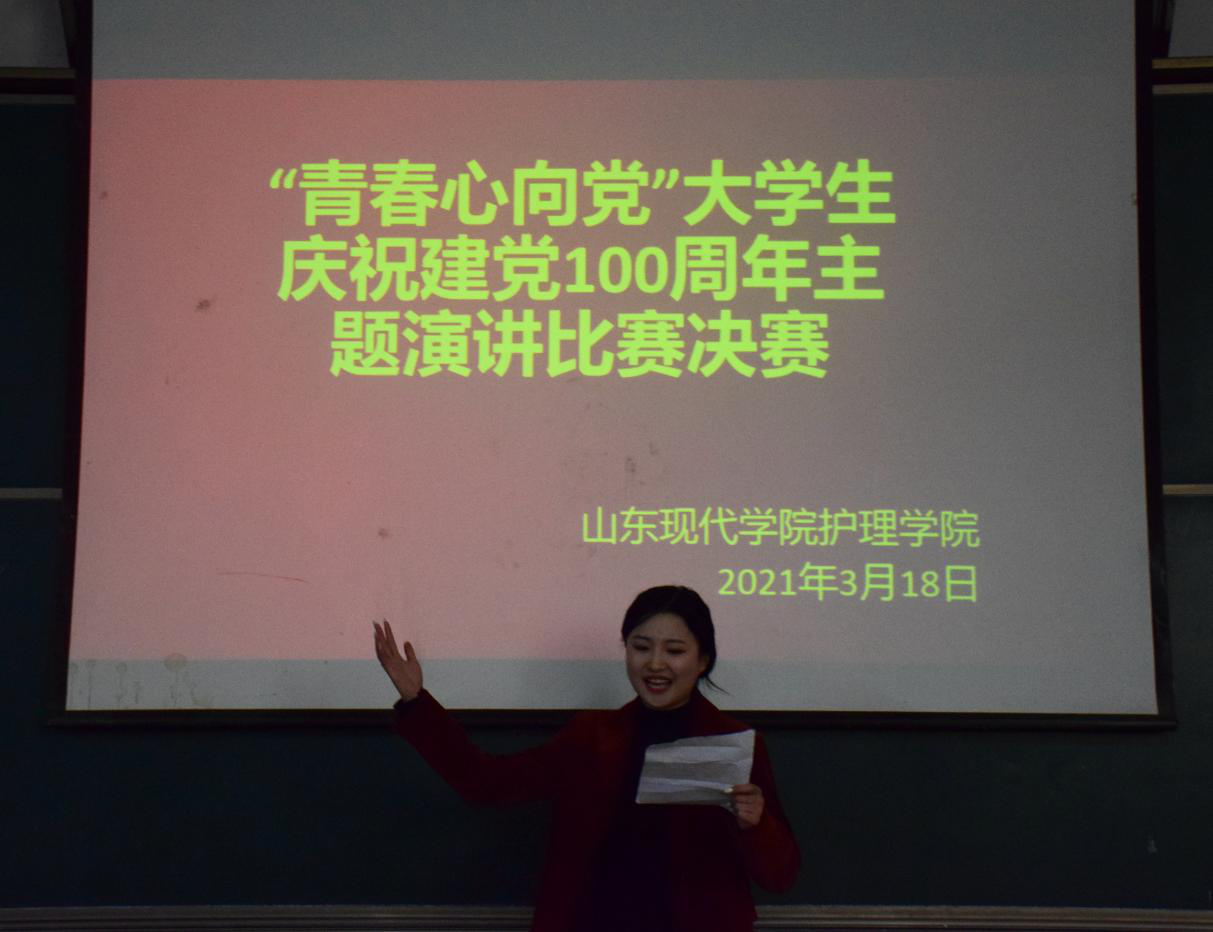 “青春心向党”大学生
庆祝建党100周年主
题演讲比赛决赛
山东现代学院护理学院
2021年3月18日